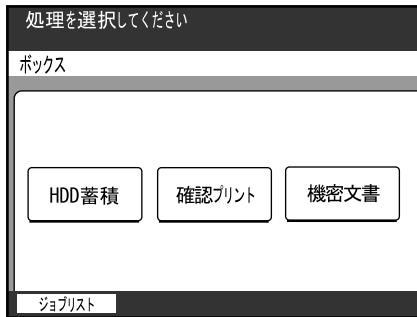 処理を選択してください
ボックス
HDD蓄積
確認プリント
機密文書
ジョブリスト